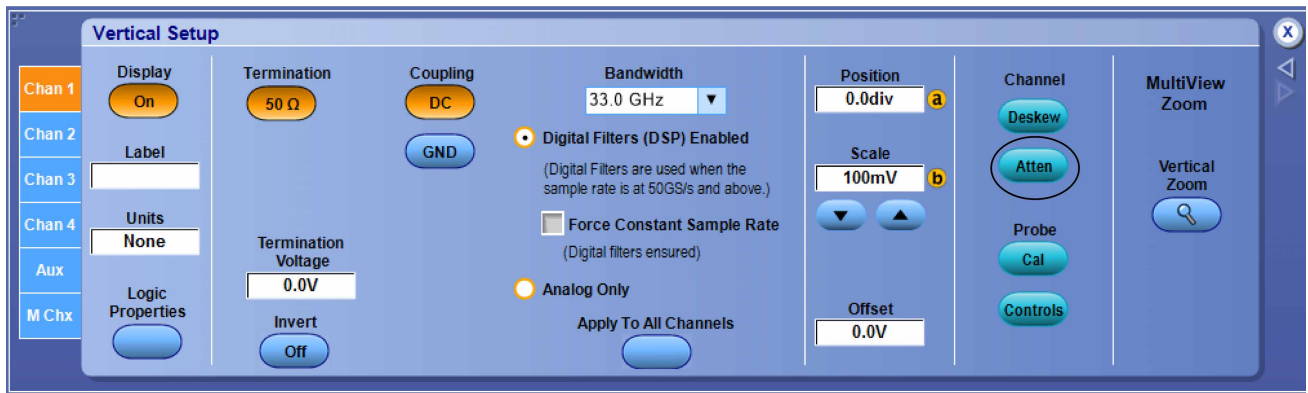 Vertical Setup
X
Chan 1
Chan 2
Chan 3
Chan 4
Aux
M Chx
Display
On
Label
Units
None
Logic
Properties
Termination
50 Ω
Termination
Voltage
0.0V
Invert
Off
Coupling
DC
GND
Bandwidth
33.0 GHz
Digital Filters (DSP) Enabled
(Digital Filters are used when the
sample rate is at 50GS/s and above.)
Force Constant Sample Rate
(Digital filters ensured)
Analog Only
Apply To All Channels
Position
0.0div a
Scale
100mV b
Offset
0.0V
Channel
Deskew
Atten
Probe
Cal
Controls
MultiView
Zoom
Vertical
Zoom